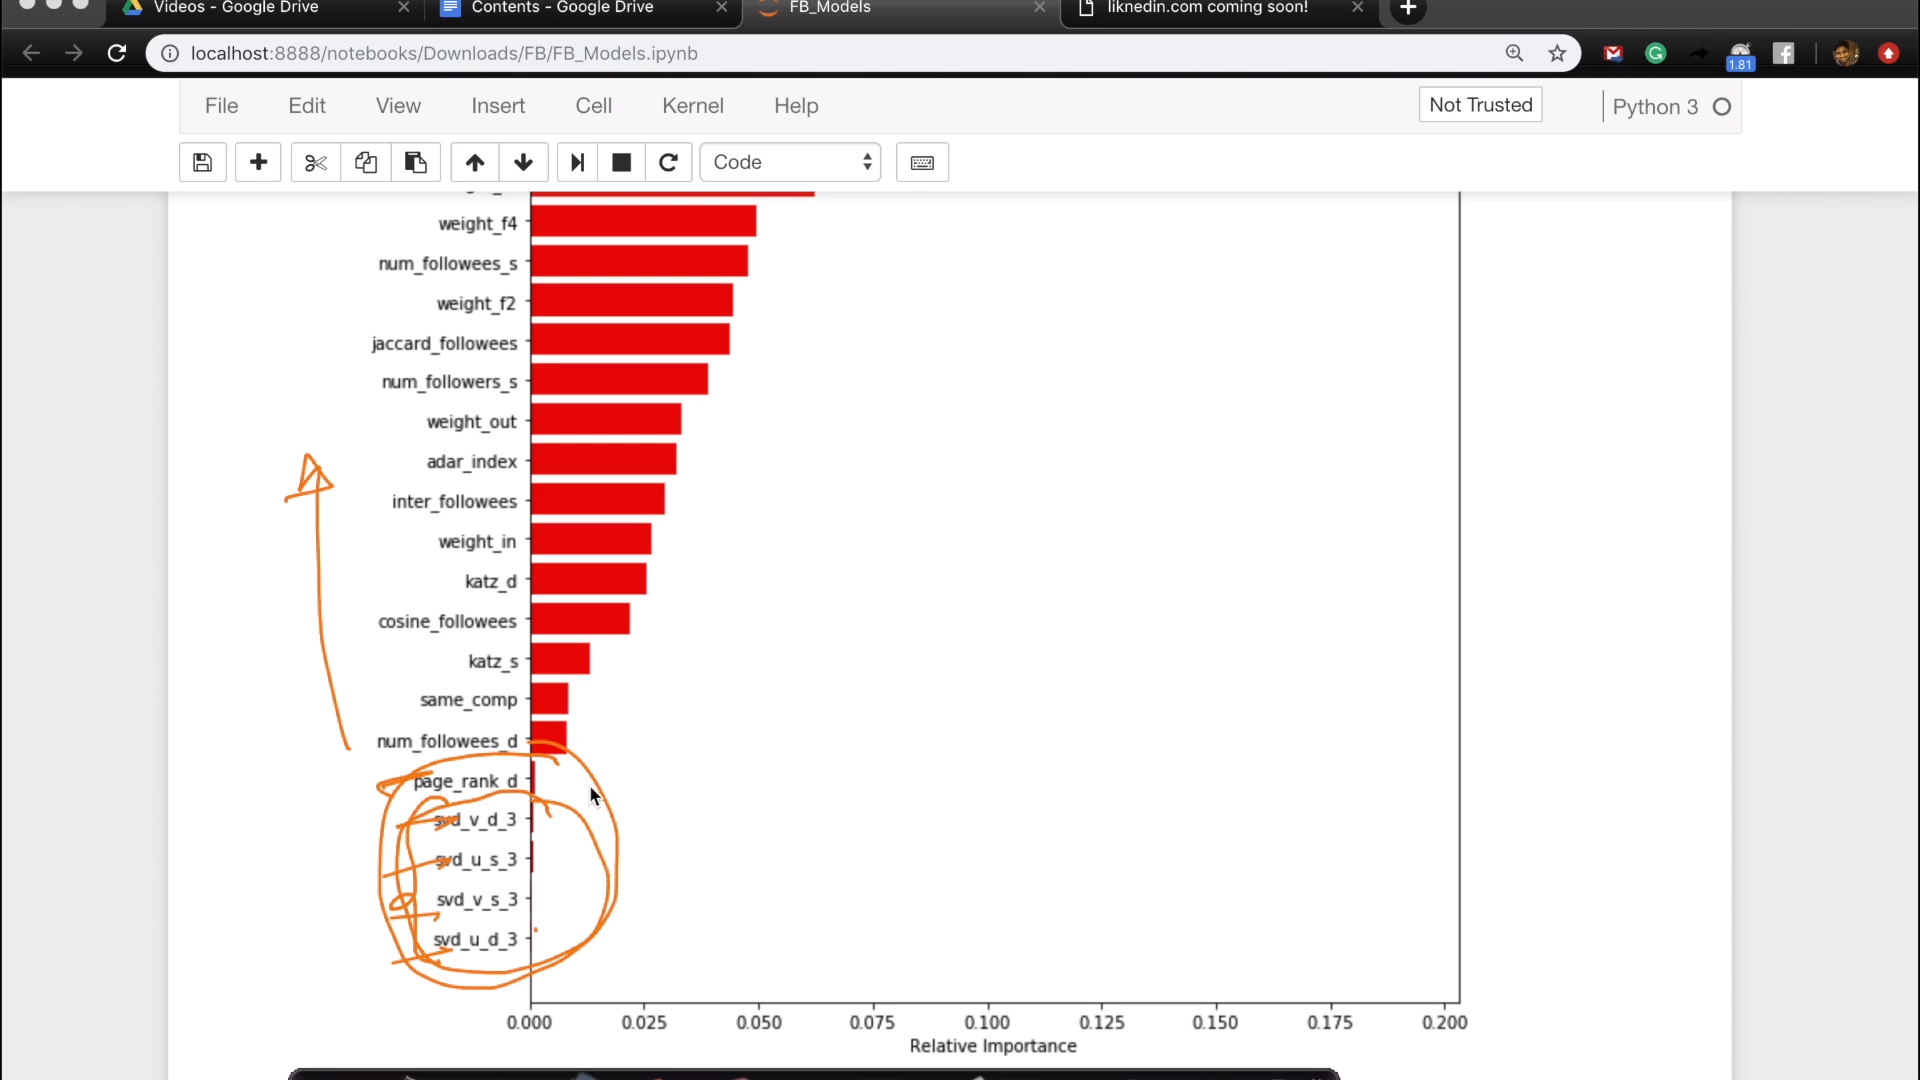 Videos - Google Drive
Contents - Google Drive
FB_Models
liknedin.com coming soon!
localhost:8888/notebooks/Downloads/FB/FB_Models.ipynb
1.81
File Edit View Insert Cell Kernel Help
Not Trusted
Python 3
Code
weight_f4
num_followees_s
weight_f2
jaccard_followees
num_followers_s
weight_out
adar_index
inter_followees
weight_in
katz_d
cosine_followees
katz_s
same_comp
num_followees_d
page_rank_d
svd_v_d_3
svd_u_s_3
svd_v_s_3
svd_u_d_3
0.000 0.025 0.050 0.075 0.100 0.125 0.150 0.175 0.200
Relative Importance